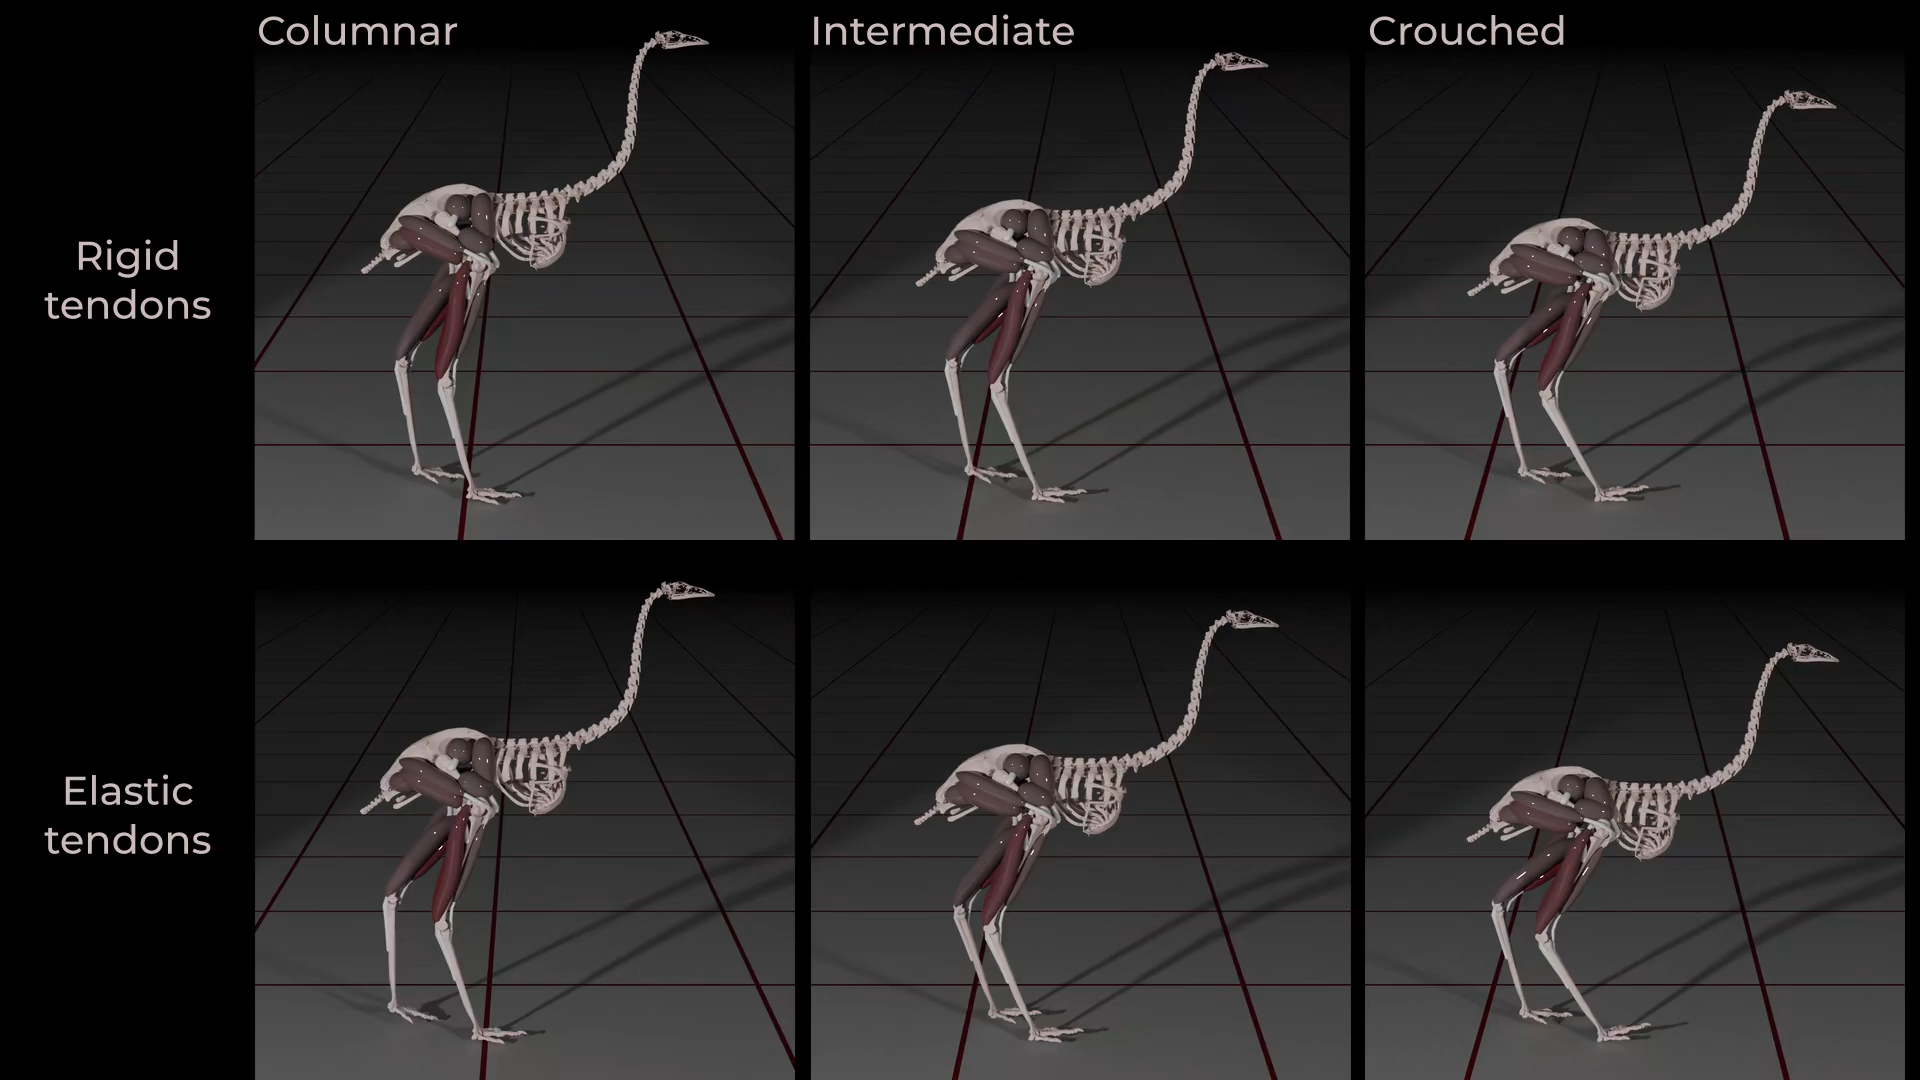 Columnar
Intermediate
Crouched
Rigid
tendons
Elastic
tendons